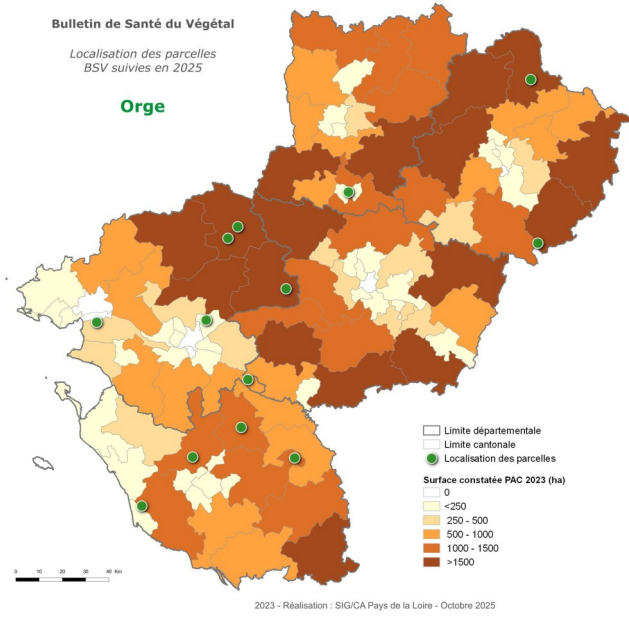 Bulletin de Santé du Végétal
Localisation des parcelles
BSV suivies en 2025
Orge
Limite départementale
Limite cantonale
Localisation des parcelles
Surface constatée PAC 2023 (ha)
0
<250
250 - 500
500 - 1000
1000 - 1500
>1500
0 10 20 30 40 Km
2023 - Réalisation : SIG/CA Pays de la Loire - Octobre 2025